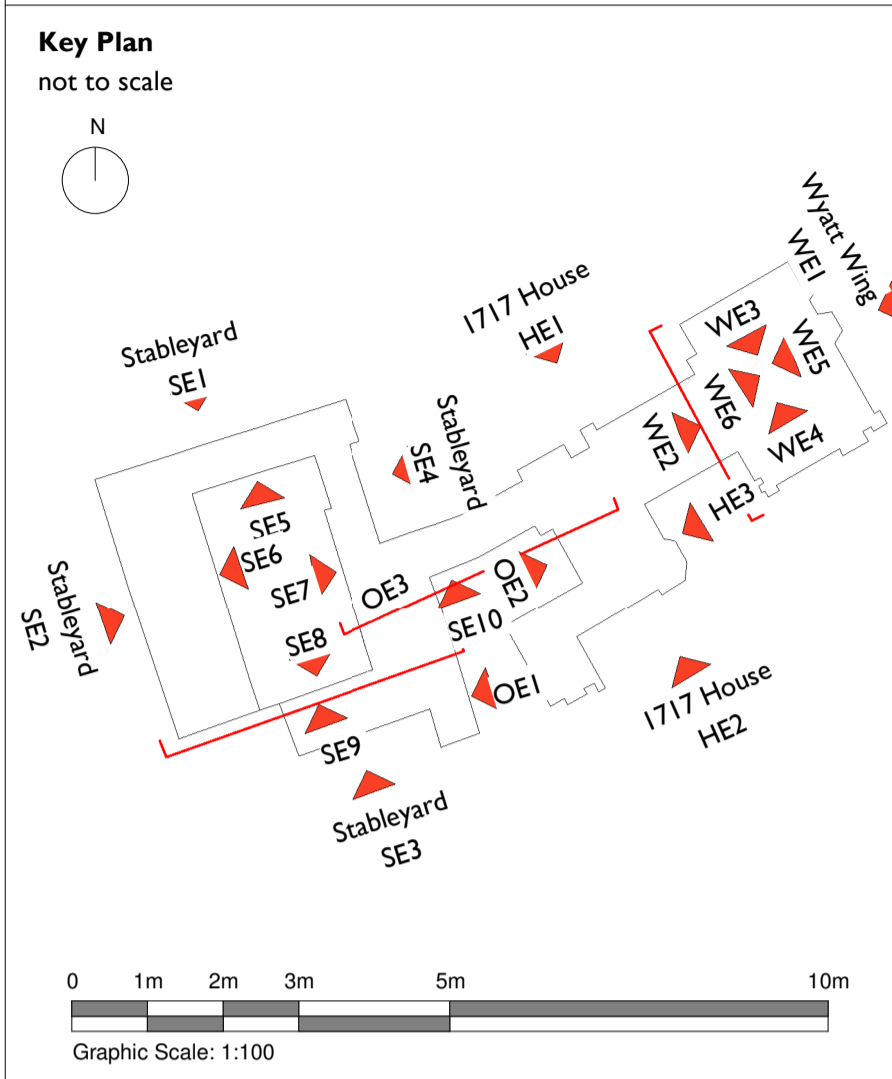 Key Plan
not to scale
N
Wyatt Wing
WE1
1717 House
HE1
Stableyard
SE1
WE3
WE5
WE6
WE4
WE2
Stableyard
SE4
HE3
SE5
SE6
SE7
OE3
OE2
SE10
SE8
Stableyard
SE2
OE1
SE9
1717 House
HE2
Stableyard
SE3
0 1m 2m 3m 5m 10m
Graphic Scale: 1:100